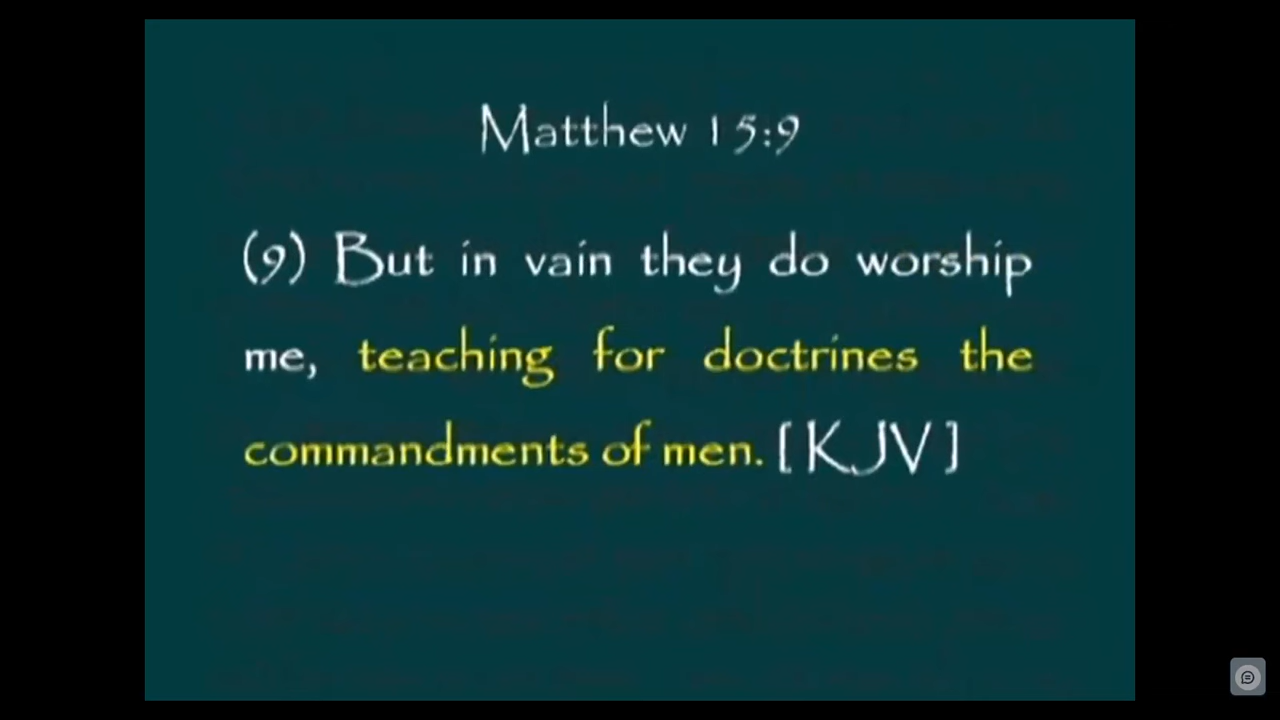 Matthew 15:9
(9) But in vain they do worship
me, teaching for doctrines the
commandments of men. [KJV]